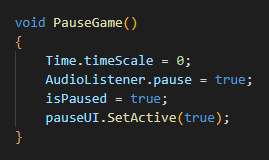 void PauseGame()
{
    Time.timeScale = 0;
    AudioListener.pause = true;
    isPaused = true;
    pauseUI.SetActive(true);
}